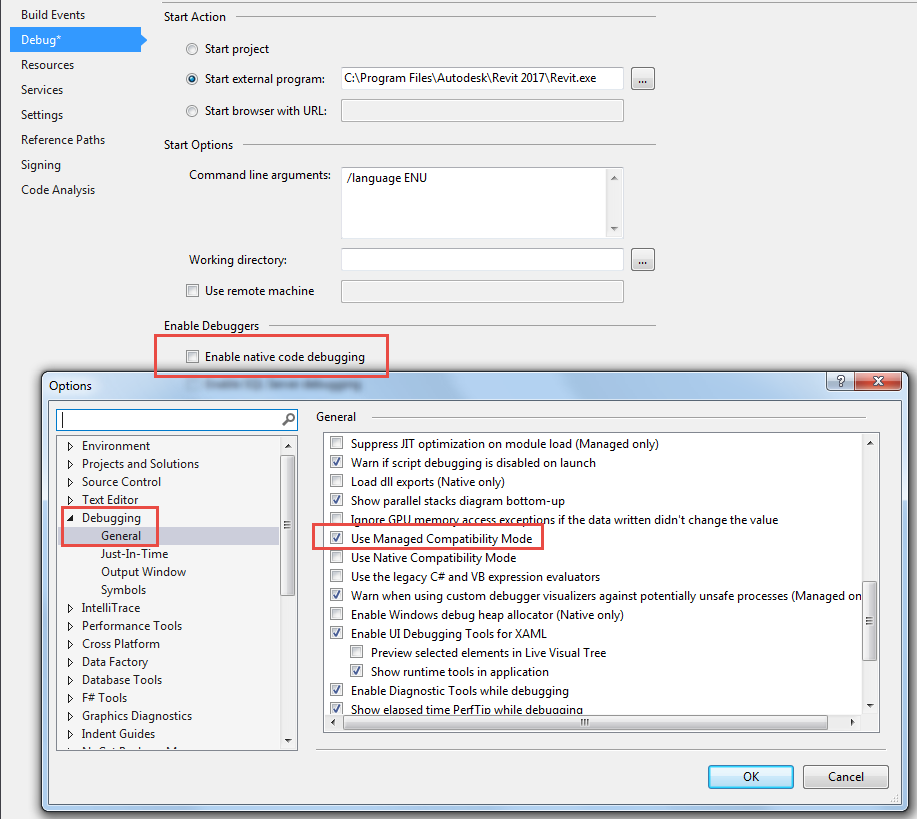 Build Events
Debug*
Resources
Services
Settings
Reference Paths
Signing
Code Analysis
Start Action
Start project
Start external program: C:\Program Files\Autodesk\Revit 2017\Revit.exe ...
Start browser with URL:
Start Options
Command line arguments: /language ENU
Working directory: ...
Use remote machine
Enable Debuggers
Enable native code debugging
Enable SQL Server debugging
Options
?
Environment
Projects and Solutions
Source Control
Text Editor
Debugging
General
Just-In-Time
Output Window
Symbols
IntelliTrace
Performance Tools
Cross Platform
Data Factory
Database Tools
F# Tools
Graphics Diagnostics
Indent Guides
General
Suppress JIT optimization on module load (Managed only)
Warn if script debugging is disabled on launch
Load dll exports (Native only)
Show parallel stacks diagram bottom-up
Ignore GPU memory access exceptions if the data written didn't change the value
Use Managed Compatibility Mode
Use Native Compatibility Mode
Use the legacy C# and VB expression evaluators
Warn when using custom debugger visualizers against potentially unsafe processes (Managed on
Enable Windows debug heap allocator (Native only)
Enable UI Debugging Tools for XAML
Preview selected elements in Live Visual Tree
Show runtime tools in application
Enable Diagnostic Tools while debugging
Show elapsed time PerfTip while debugging
OK
Cancel